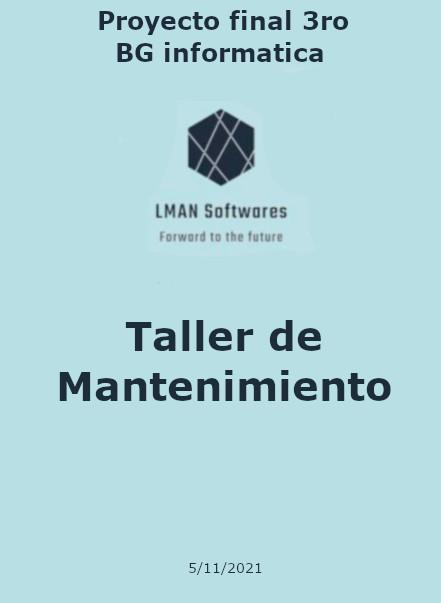 Proyecto final 3ro
BG informatica
LMAN Softwares
Forward to the future
Taller de
Mantenimiento
5/11/2021